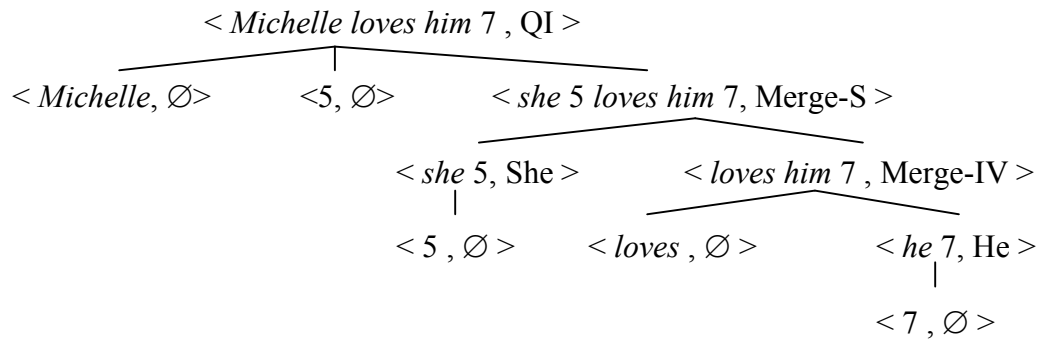 < Michelle loves him 7 , QI >
< Michelle, ∅> <5, ∅> < she 5 loves him 7, Merge-S >
< she 5, She > < loves him 7 , Merge-IV >
< 5 , ∅ > < loves , ∅ > < he 7, He >
< 7 , ∅ >